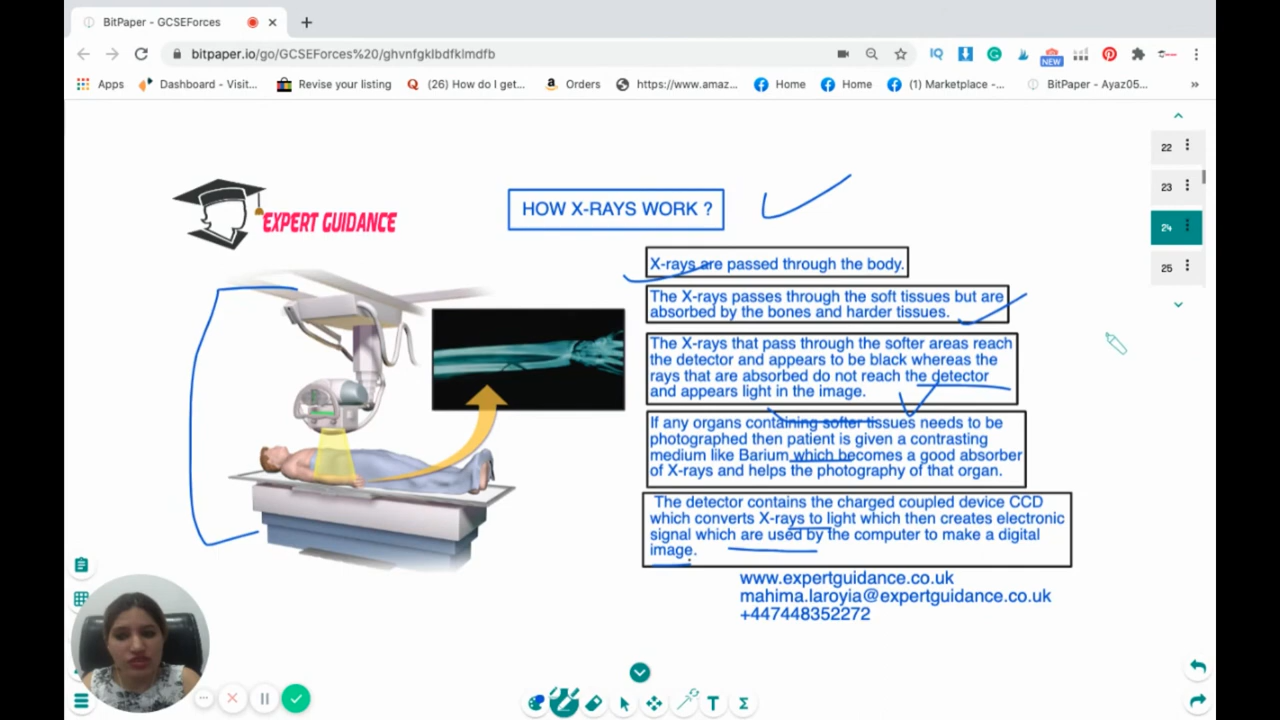 BitPaper - GCSEForces
bitpaper.io/go/GCSEForces%20/ghvnfgklbdfklmdfb
IQ
NEW
Apps
Dashboard - Visit...
Revise your listing
(26) How do I get...
Orders
https://www.amaz...
Home
Home
(1) Marketplace -...
BitPaper - Ayaz05...
»
22
23
24
25
EXPERT GUIDANCE
HOW X-RAYS WORK ?
X-rays are passed through the body.
The X-rays passes through the soft tissues but are
absorbed by the bones and harder tissues.
The X-rays that pass through the softer areas reach
the detector and appears to be black whereas the
rays that are absorbed do not reach the detector
and appears light in the image.
If any organs containing softer tissues needs to be
photographed then patient is given a contrasting
medium like Barium which becomes a good absorber
of X-rays and helps the photography of that organ.
The detector contains the charged coupled device CCD
which converts X-rays to light which then creates electronic
signal which are used by the computer to make a digital
image.
www.expertguidance.co.uk
mahima.laroyia@expertguidance.co.uk
+447448352272
T
Σ